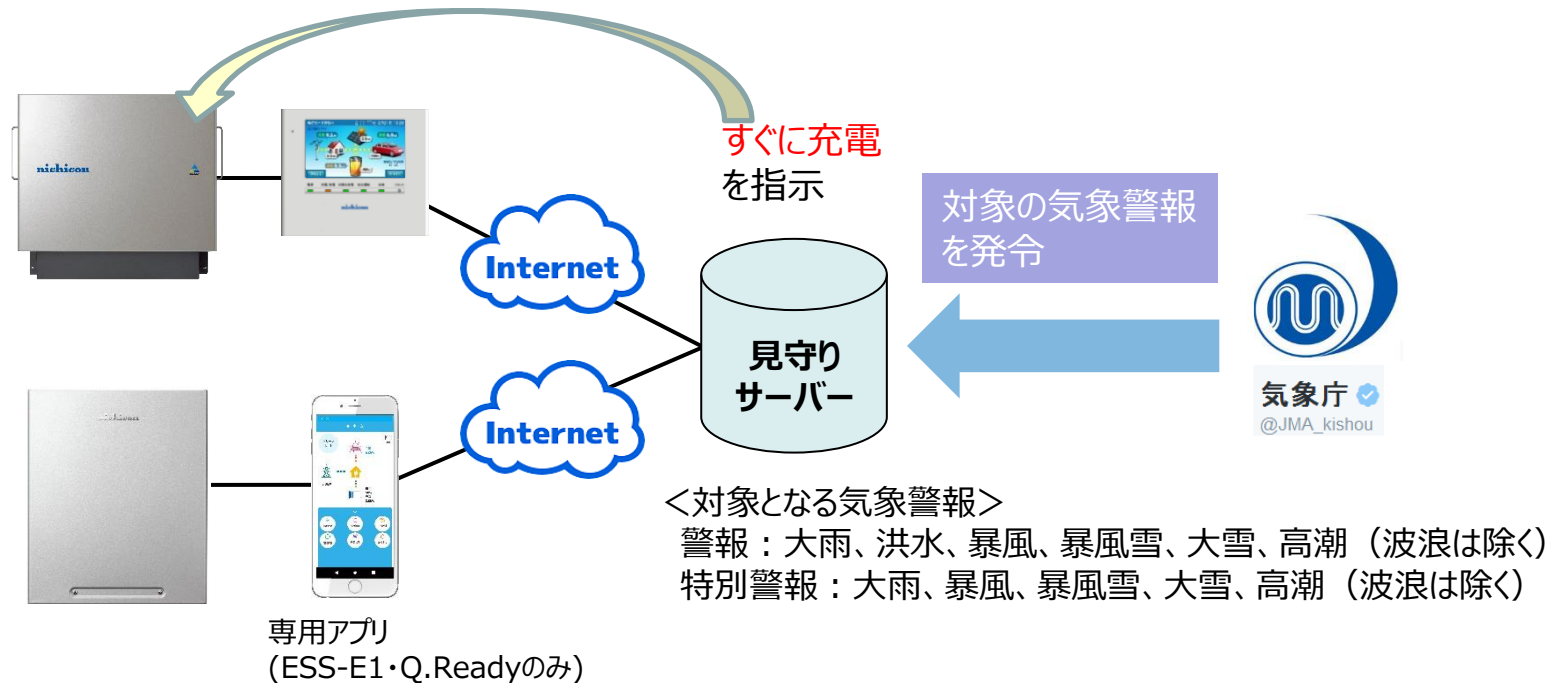 nichicon
nichicon
すぐに充電
を指示
対象の気象警報
を発令
Internet
見守り
サーバー
気象庁
@JMA_kishou
nichicon
Internet
＜対象となる気象警報＞
警報：大雨、洪水、暴風、暴風雪、大雪、高潮（波浪は除く）
特別警報：大雨、暴風、暴風雪、大雪、高潮（波浪は除く）
専用アプリ
(ESS-E1・Q.Readyのみ)